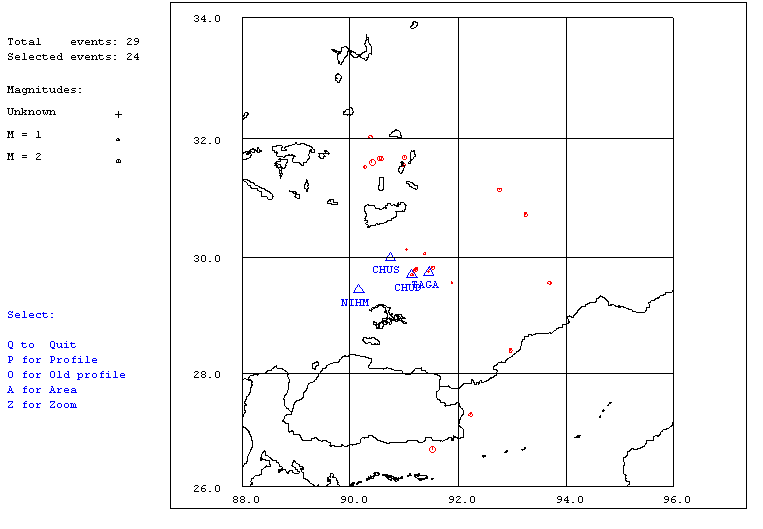 Total    events: 29
Selected events: 24
Magnitudes:
Unknown
M = 1
M = 2
Select:
Q to  Quit
P for Profile
O for Old profile
A for Area
Z for Zoom
34.0
32.0
30.0
28.0
26.0
88.0
90.0
92.0
94.0
96.0
CHUS
NIHM